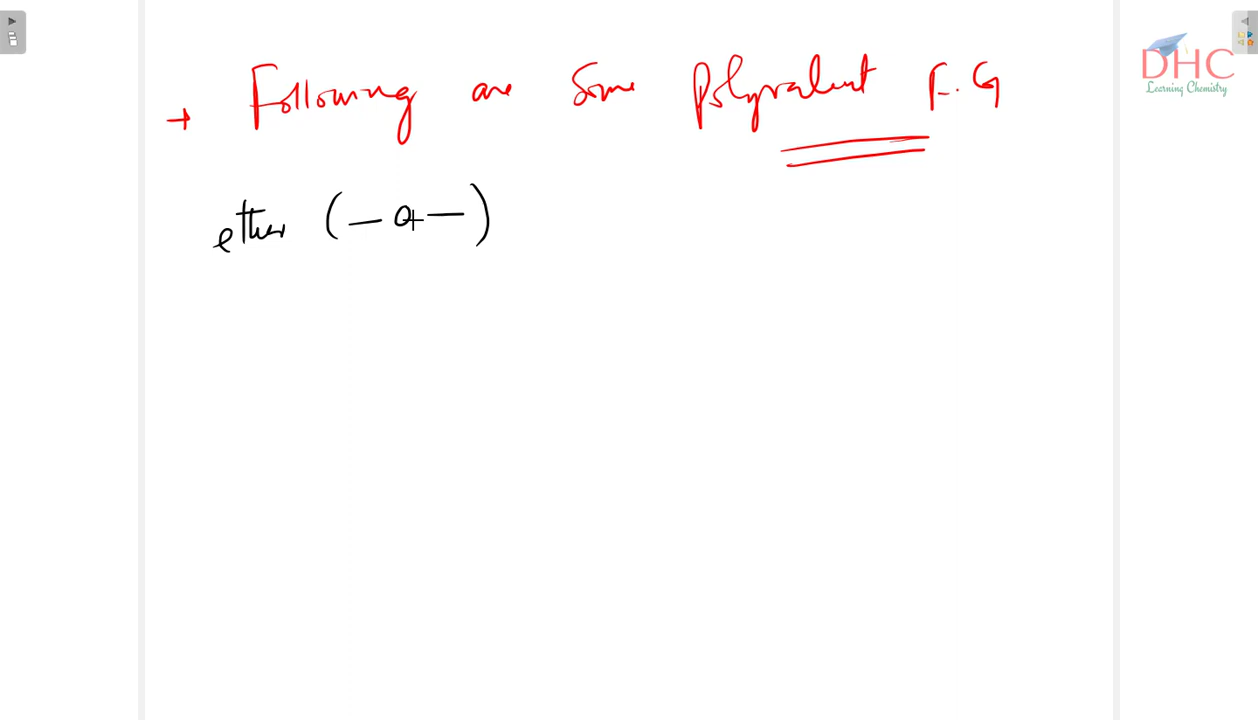 → Following are some Polyvalent F.G
ether (— O —)
DHC
Learning Chemistry